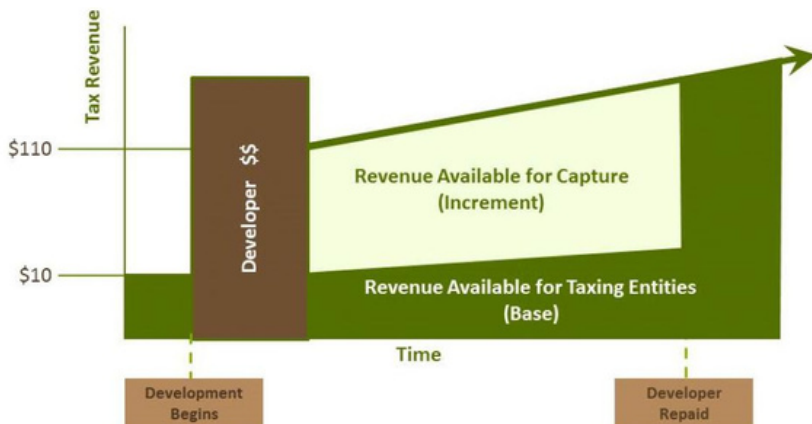 Tax Revenue
$110
$10
Developer $$
Revenue Available for Capture
(Increment)
Revenue Available for Taxing Entities
(Base)
Time
Development
Begins
Developer
Repaid